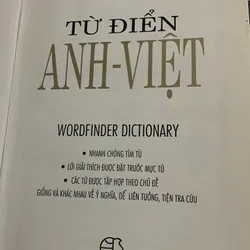 TỪ ĐIỂN
ANH-VIỆT
WORDFINDER DICTIONARY
• NHANH CHÓNG TÌM TỪ
• LỜI GIẢI THÍCH ĐƯỢC ĐẶT TRƯỚC MỤC TỪ
• CÁC TỪ ĐƯỢC TẬP HỢP THEO CHỦ ĐỀ
GIỐNG VÀ KHÁC NHAU VỀ Ý NGHĨA, DỄ LIÊN TƯỞNG, TIỆN TRA CỨU